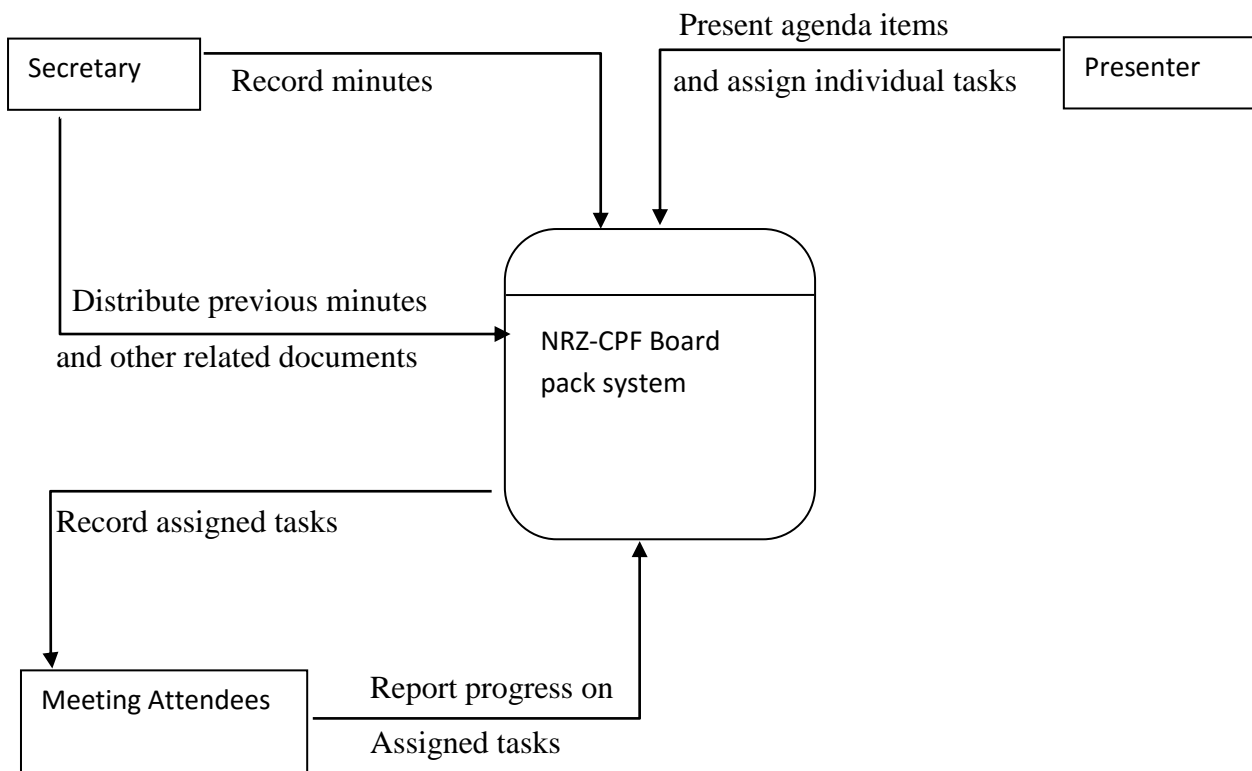 Secretary
Record minutes
Present agenda items
and assign individual tasks
Presenter
Distribute previous minutes
and other related documents
NRZ-CPF Board
pack system
Record assigned tasks
Meeting Attendees
Report progress on
Assigned tasks